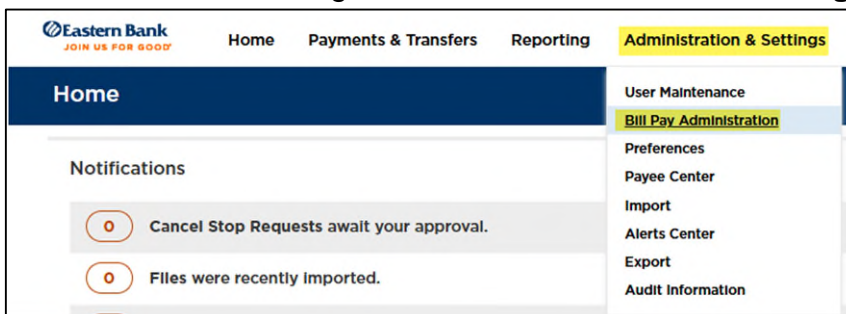 Eastern Bank
JOIN US FOR GOOD®
Home Payments & Transfers Reporting Administration & Settings
Home
User Maintenance
Bill Pay Administration
Preferences
Payee Center
Import
Alerts Center
Export
Audit Information
Notifications
0 Cancel Stop Requests await your approval.
0 Files were recently imported.